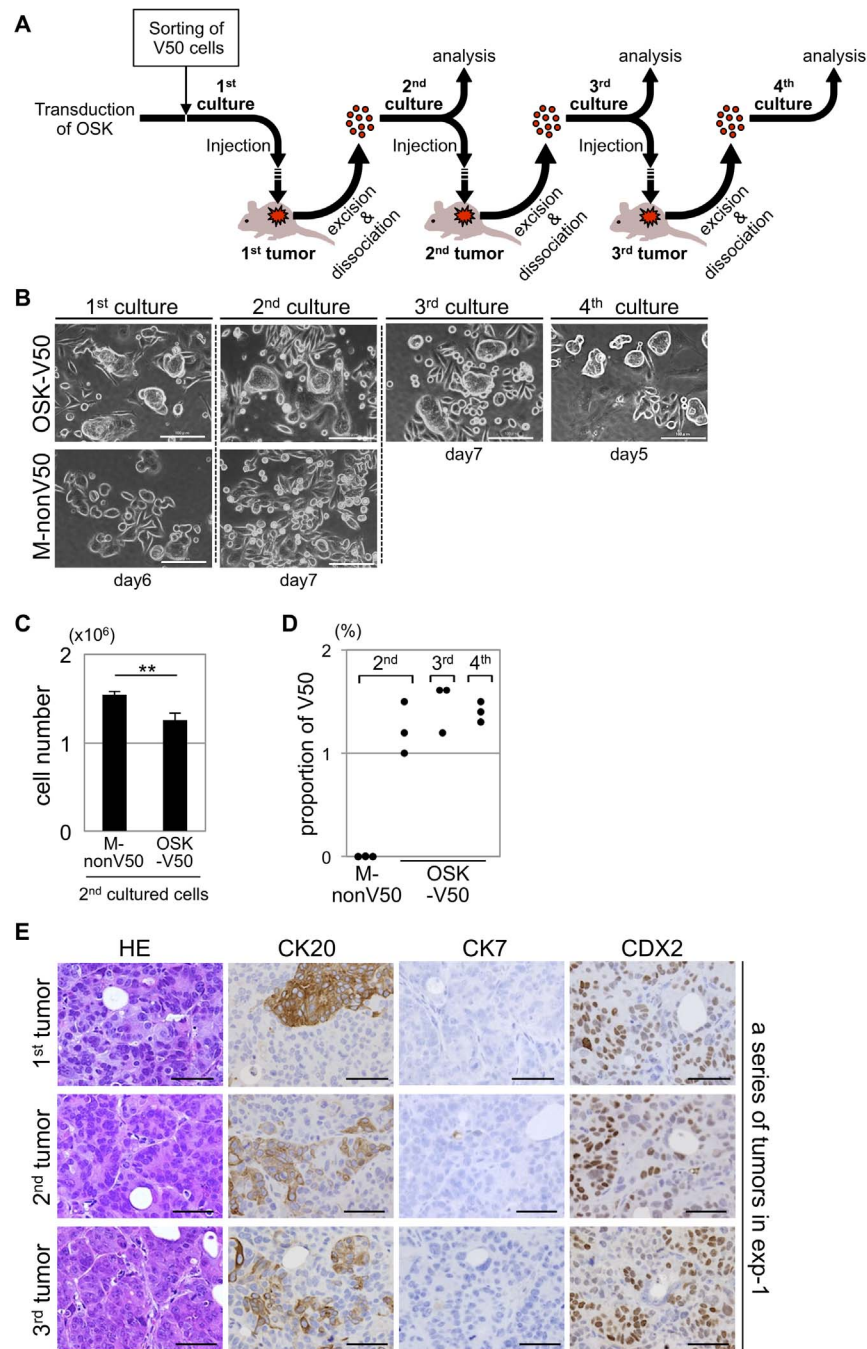 A
Sorting of
V50 cells
Transduction
of OSK
1st
culture
Injection
1st tumor
excision
&
dissociation
analysis
2nd
culture
Injection
2nd tumor
excision
&
dissociation
analysis
3rd
culture
Injection
3rd tumor
excision
&
dissociation
analysis
4th
culture
B
1st culture
2nd culture
3rd culture
4th culture
OSK-V50
day7
day5
M-nonV50
day6
day7
C
(x10^6)
2
**
1
0
cell number
M-
nonV50
OSK
-V50
2nd cultured cells
D
(%)
2
2nd
3rd
4th
1
0
proportion of V50
M-
nonV50
OSK
-V50
E
HE
CK20
CK7
CDX2
1st tumor
2nd tumor
3rd tumor
a series of tumors in exp-1